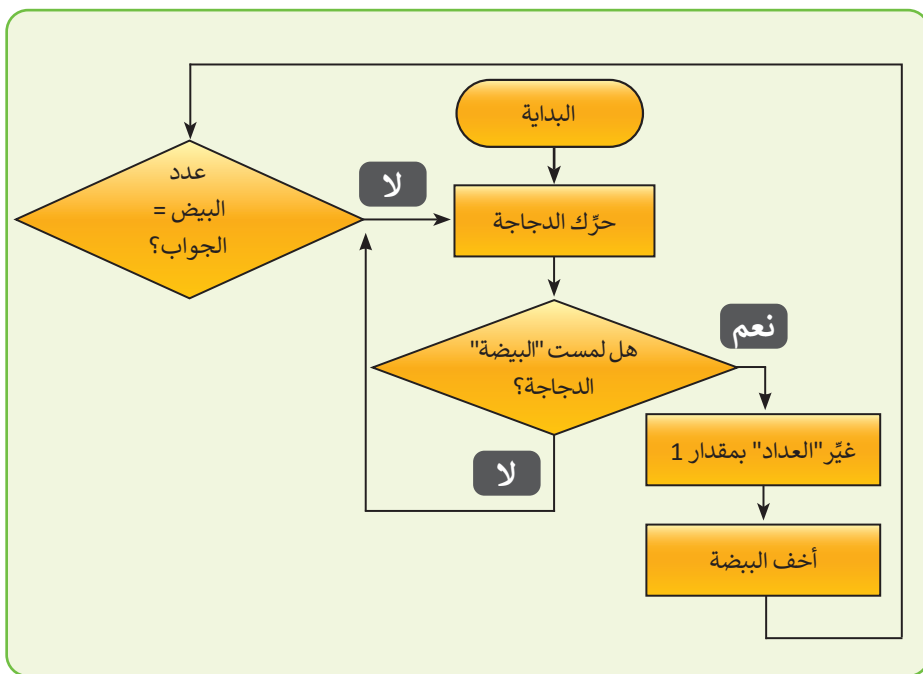 البداية
حرِّك الدجاجة
هل لمست "البيضة"
الدجاجة؟
نعم
غيِّر "العداد" بمقدار 1
أخف البيضة
لا
عدد
البيض =
الجواب؟
لا